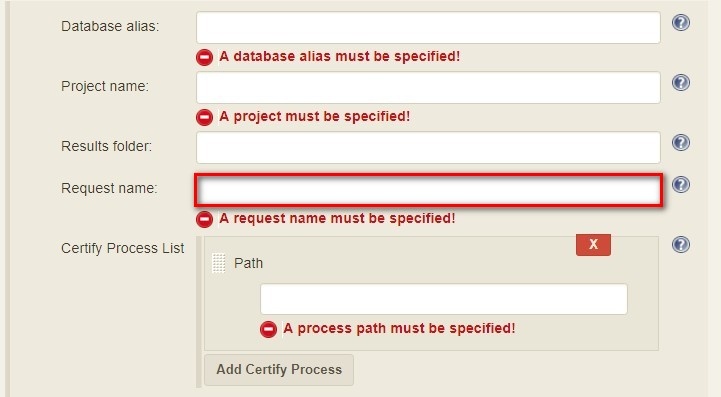 Database alias:
A database alias must be specified!
Project name:
A project must be specified!
Results folder:
Request name:
A request name must be specified!
Certify Process List
X
Path
A process path must be specified!
Add Certify Process